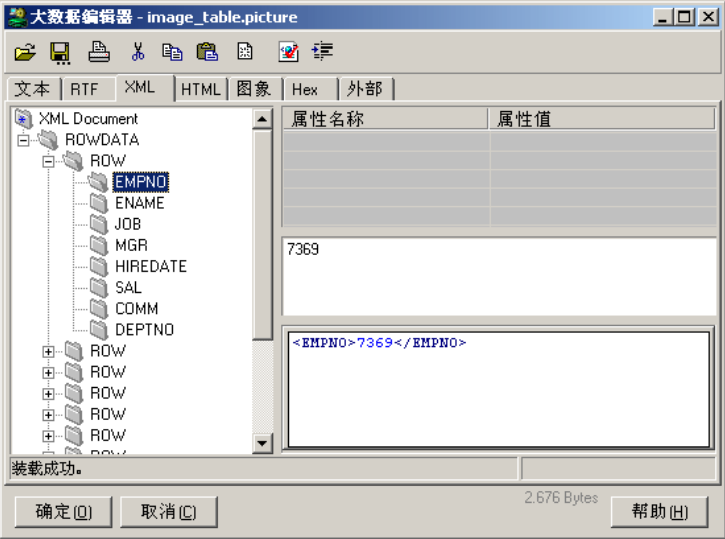 大数据编辑器 - image_table.picture
文本 RTF XML HTML 图象 Hex 外部
XML Document
ROWDATA
ROW
EMPNO
ENAME
JOB
MGR
HIREDATE
SAL
COMM
DEPTNO
ROW
ROW
ROW
ROW
ROW
属性名称 属性值
7369
<EMPNO>7369</EMPNO>
装载成功。
2.676 Bytes
确定(O) 取消(C) 帮助(H)